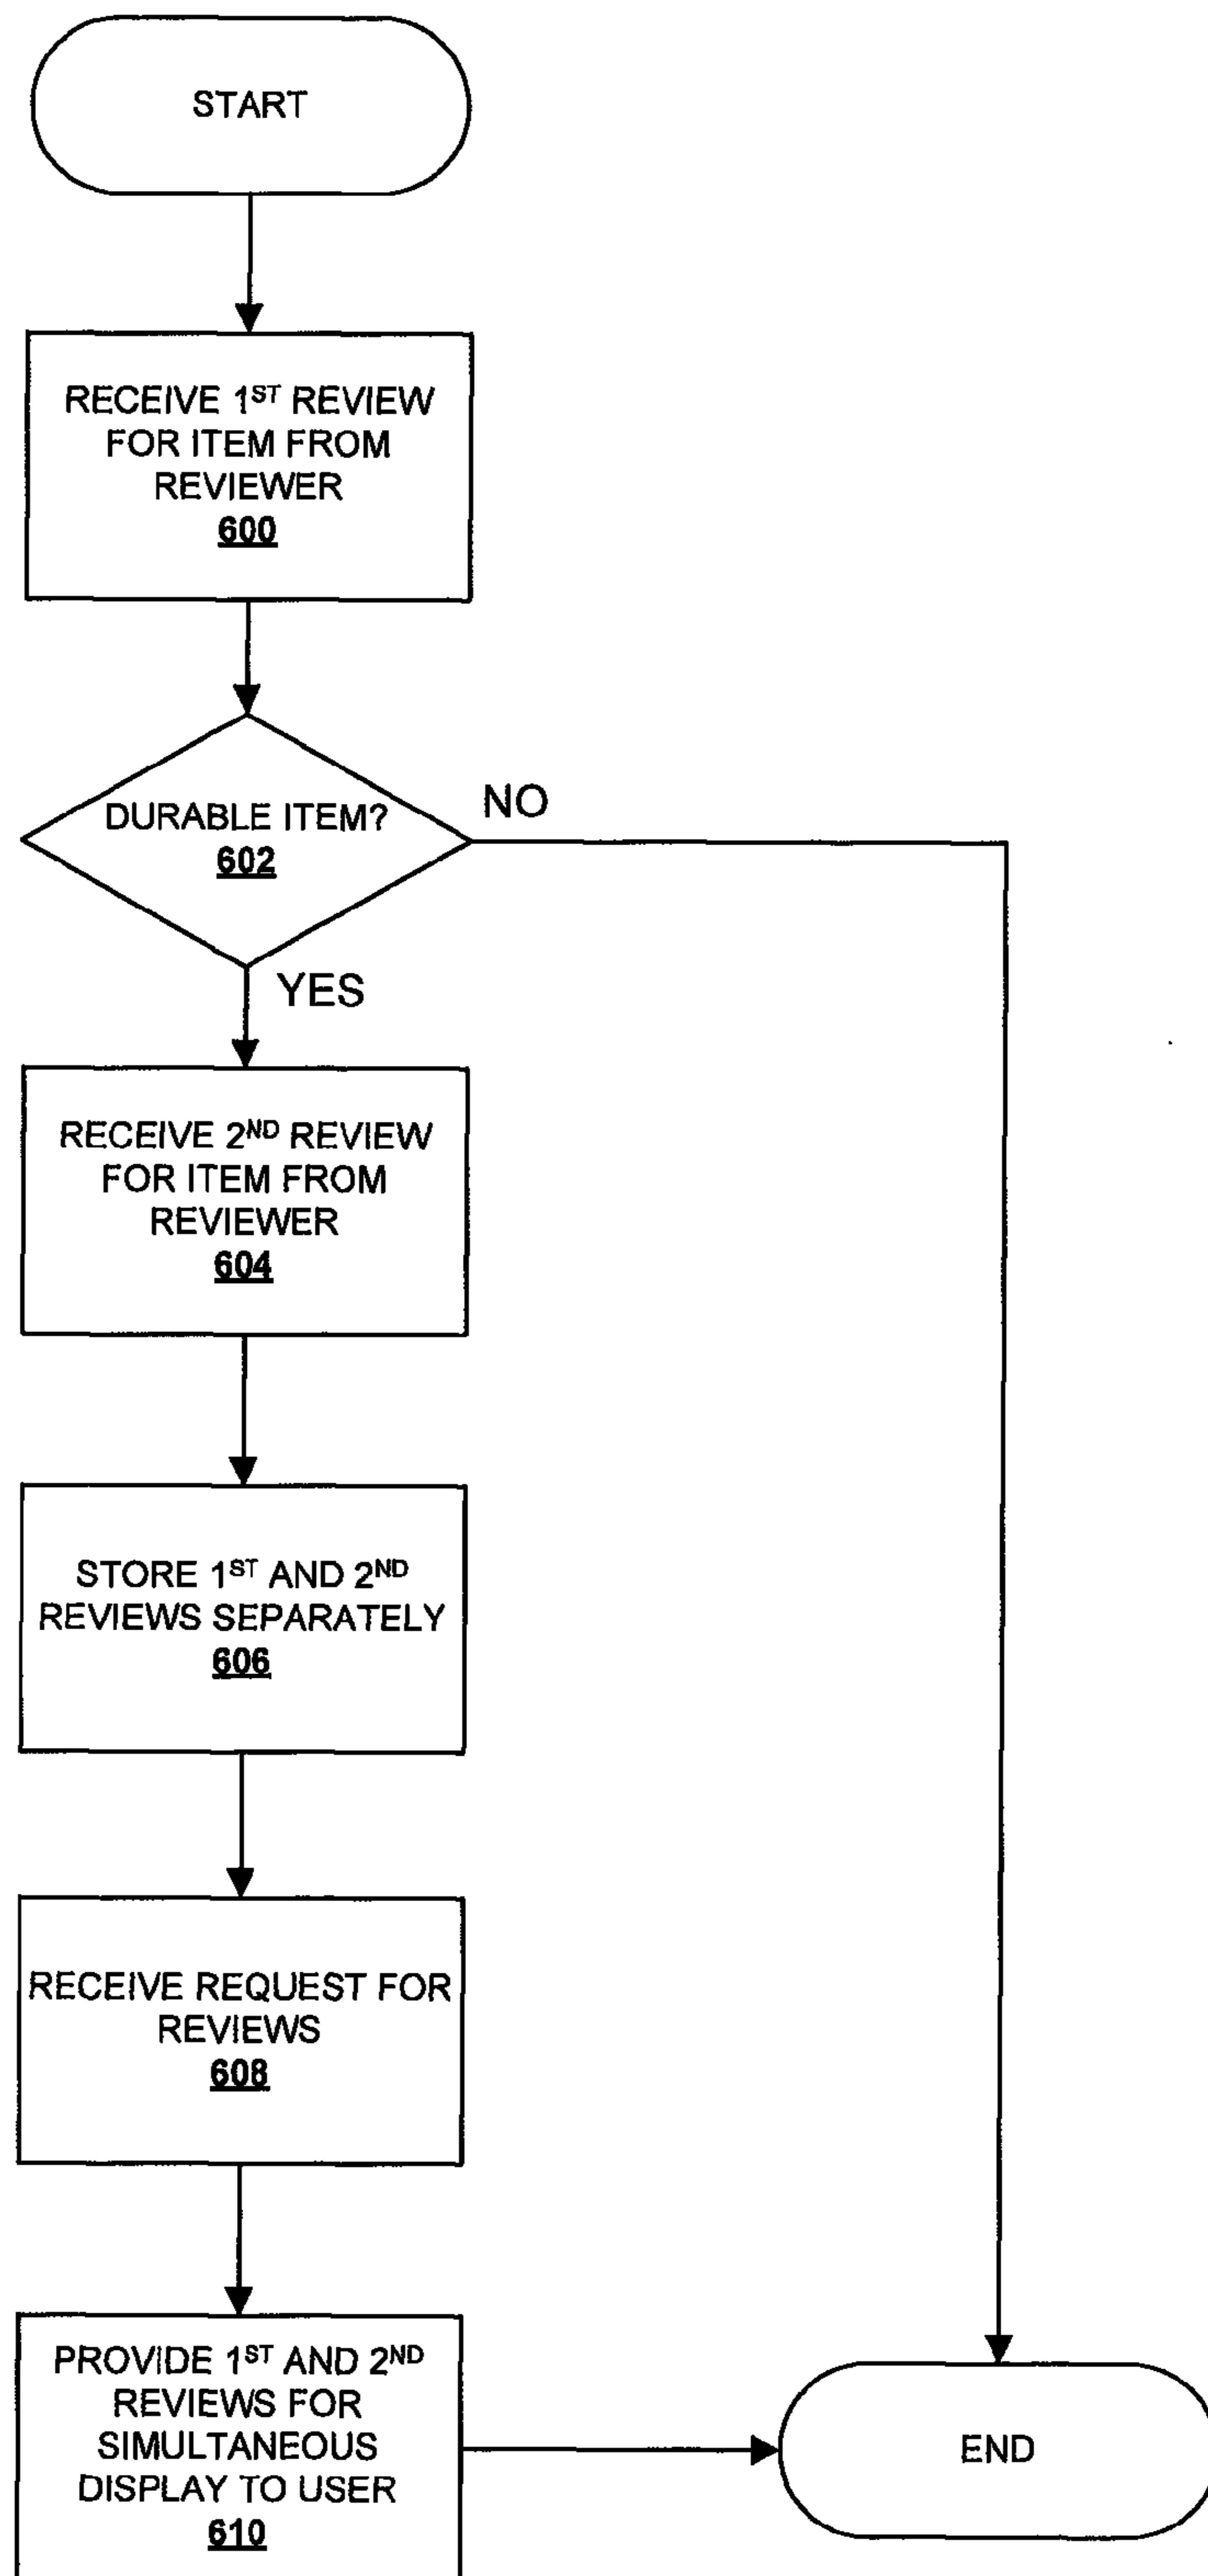 START
RECEIVE 1ST REVIEW
FOR ITEM FROM
REVIEWER
600
DURABLE ITEM?
602
NO
YES
RECEIVE 2ND REVIEW
FOR ITEM FROM
REVIEWER
604
STORE 1ST AND 2ND
REVIEWS SEPARATELY
606
RECEIVE REQUEST FOR
REVIEWS
608
PROVIDE 1ST AND 2ND
REVIEWS FOR
SIMULTANEOUS
DISPLAY TO USER
610
END